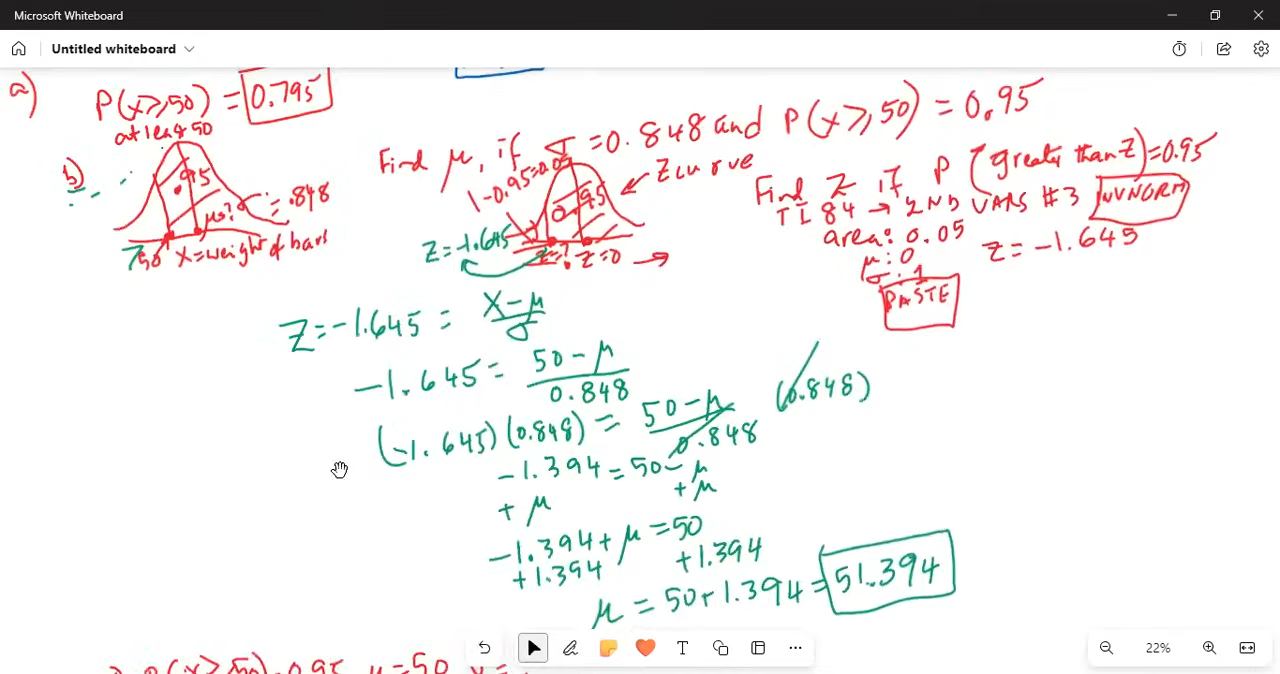 Microsoft Whiteboard
Untitled whiteboard
a)
P(x≥50) = 0.795
at least 50
b)
.95
μ=?
= .848
50
x=weight of bars
Find μ, if σ = 0.848 and P(x≥50) = 0.95
1-0.95=0.05
0.95
Z curve
Z=-1.645
Z=? Z=0
Find Z if P (greater than Z)=0.95
TI 84 → 2ND VARS #3 INVNORM
area: 0.05
μ: 0
σ: 1
PASTE
Z = -1.645
Z = -1.645 = x-μ / σ
-1.645 = 50-μ / 0.848
(-1.645)(0.848) = 50-μ / 0.848 (0.848)
-1.394 = 50-μ
+ μ + μ
-1.394 + μ = 50
+1.394 +1.394
μ = 50+1.394 = 51.394
22%